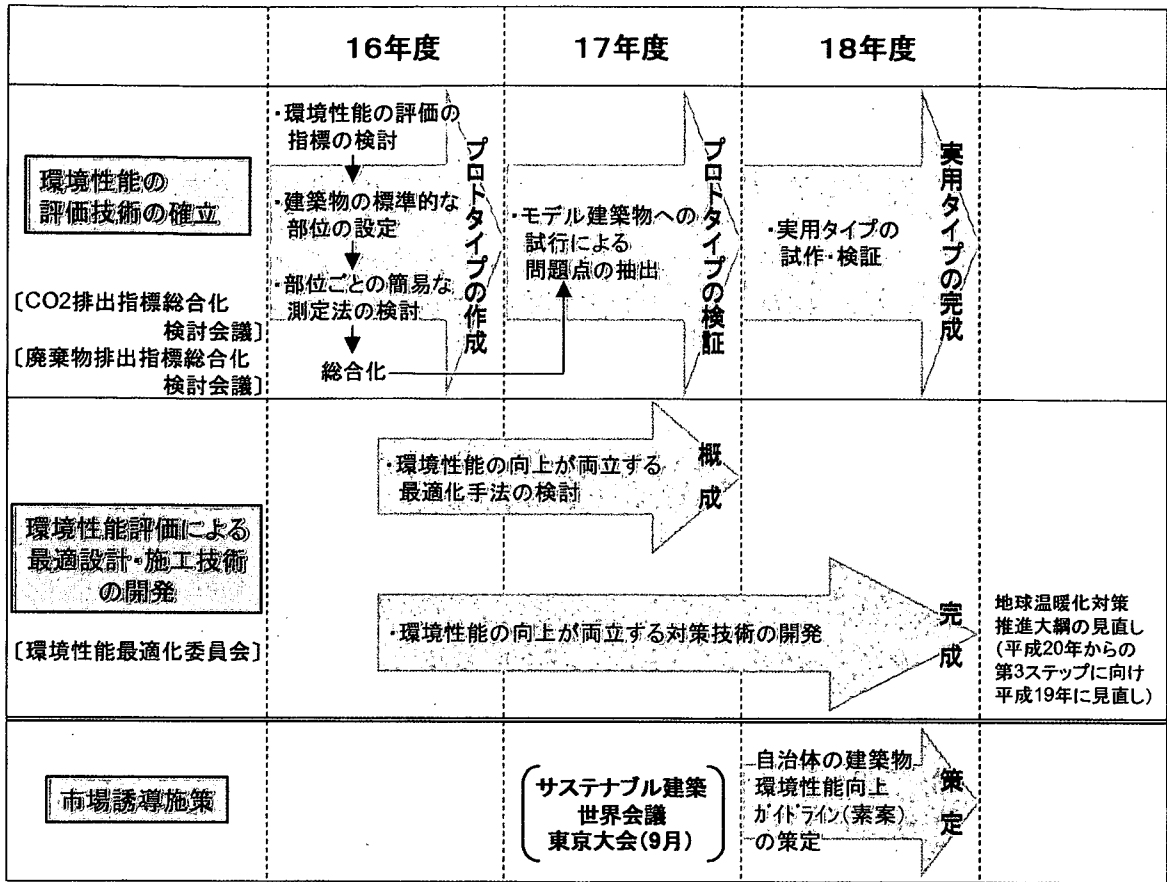 16年度
17年度
18年度
環境性能の
評価技術の確立
〔CO2排出指標総合化
検討会議〕
〔廃棄物排出指標総合化
検討会議〕
・環境性能の評価の
指標の検討
・建築物の標準的な
部位の設定
・部位ごとの簡易な
測定法の検討
総合化
プロトタイプの作成
・モデル建築物への
試行による
問題点の抽出
プロトタイプの検証
・実用タイプの
試作・検証
実用タイプの完成
環境性能評価による
最適設計・施工技術
の開発
〔環境性能最適化委員会〕
・環境性能の向上が両立する
最適化手法の検討
概成
・環境性能の向上が両立する対策技術の開発
完成
地球温暖化対策
推進大綱の見直し
(平成20年からの
第3ステップに向け
平成19年に見直し)
市場誘導施策
サステナブル建築
世界会議
東京大会(9月)
自治体の建築物
環境性能向上
ガイドライン(素案)
の策定
策定